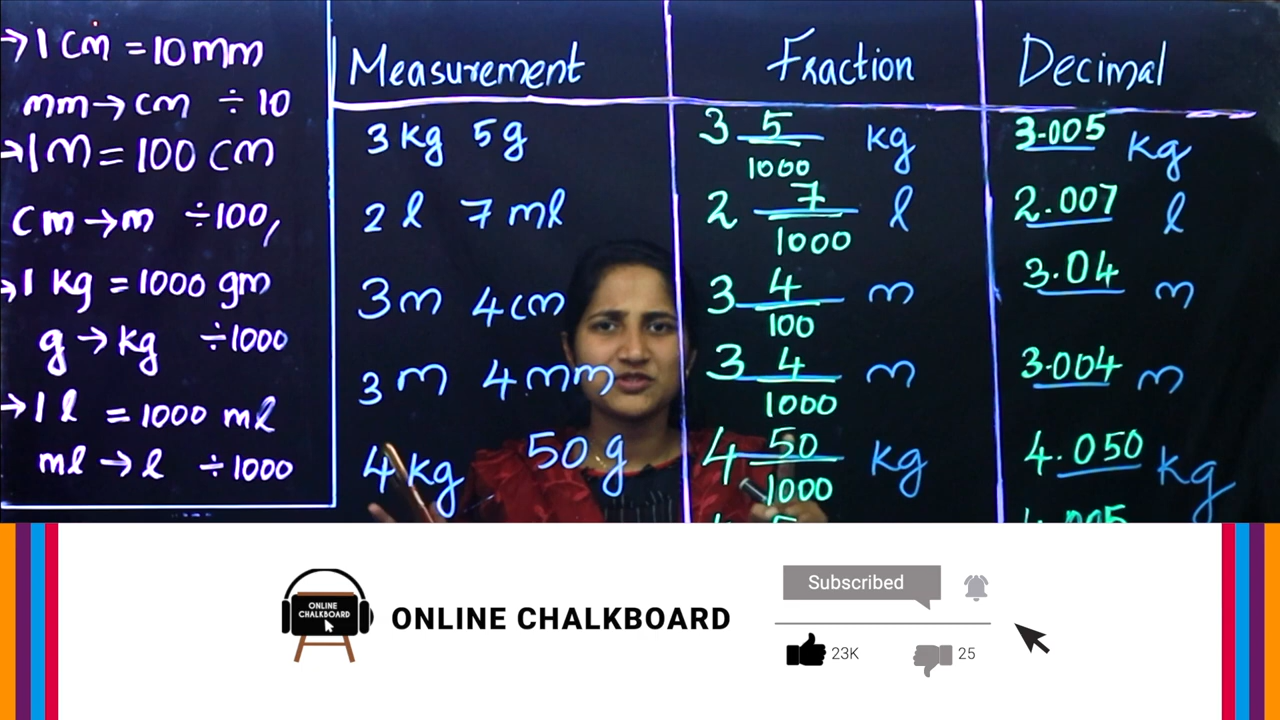 → 1 cm = 10 mm
mm → cm ÷ 10
→ 1 m = 100 cm
cm → m ÷ 100,
→ 1 kg = 1000 gm
g → kg ÷ 1000
→ 1 l = 1000 ml
ml → l ÷ 1000
Measurement Fraction Decimal
3 kg 5g 3 5/1000 kg 3.005 kg
2 l 7 ml 2 7/1000 l 2.007 l
3 m 4 cm 3 4/100 m 3.04 m
3 m 4 mm 3 4/1000 m 3.004 m
4 kg 50 g 4 50/1000 kg 4.050 kg
ONLINE
CHALKBOARD
ONLINE CHALKBOARD
Subscribed
23K 25